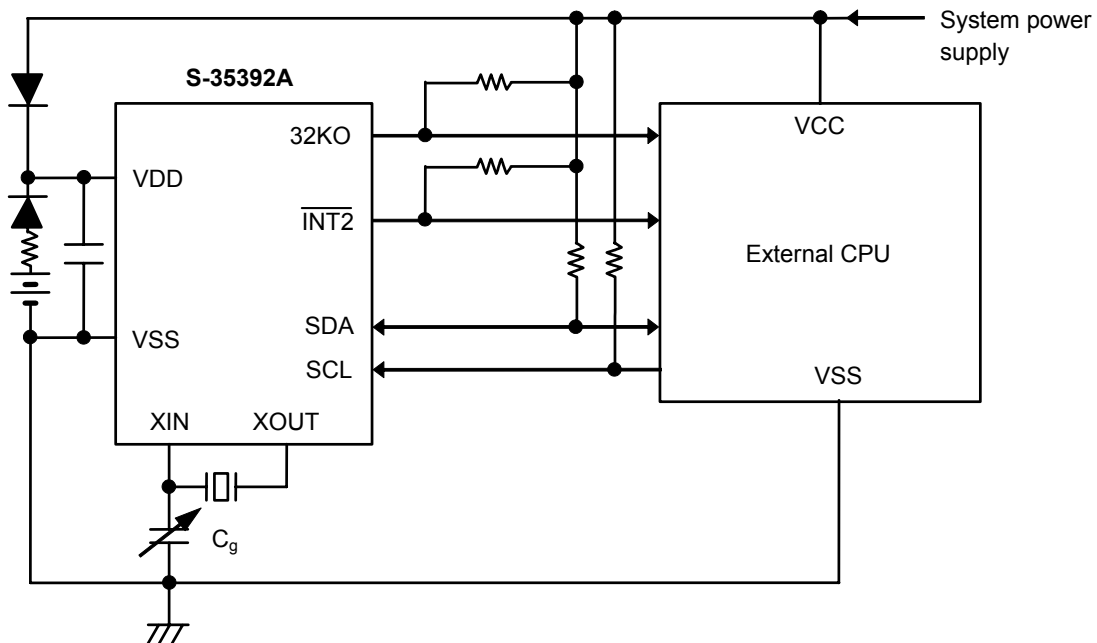 System power
supply
S-35392A
32KO
VCC
VDD
INT2
External CPU
SDA
VSS
SCL
VSS
XIN
XOUT
Cg